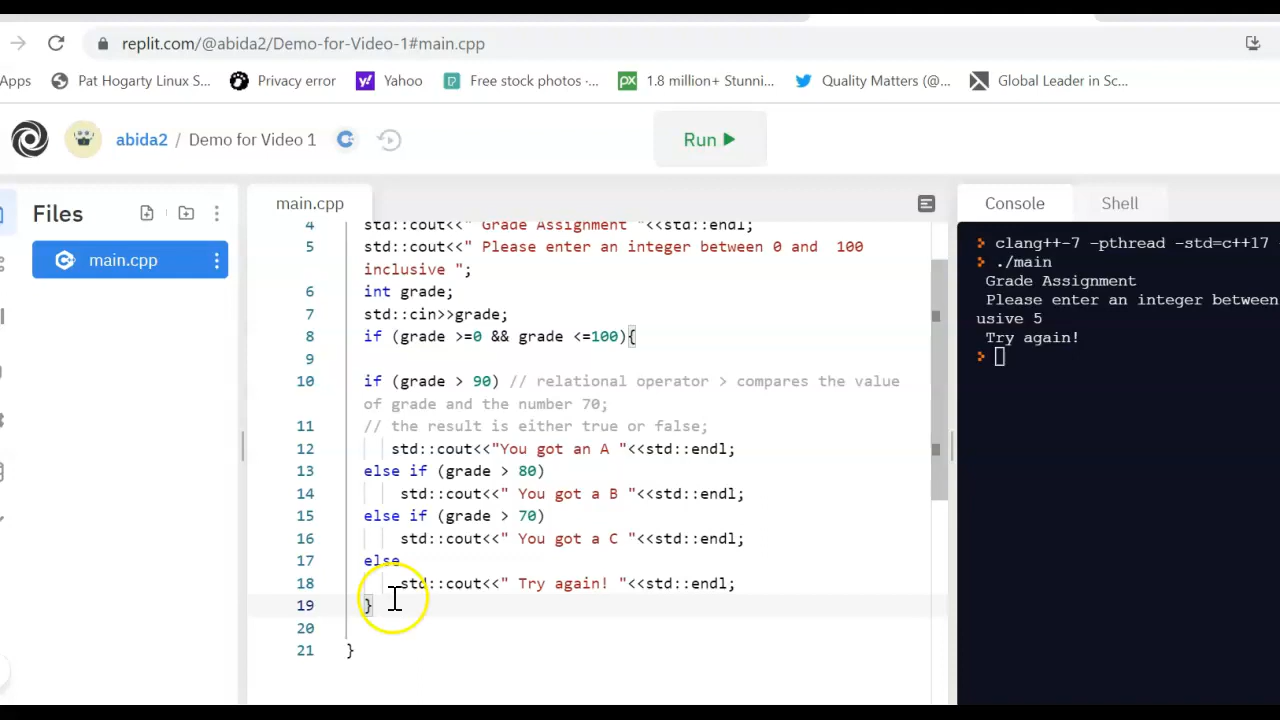 replit.com/@abida2/Demo-for-Video-1#main.cpp
Apps Pat Hogarty Linux S... Privacy error Yahoo Free stock photos -... 1.8 million+ Stunni... Quality Matters (@... Global Leader in Sc...
abida2 / Demo for Video 1 Run
Files main.cpp Console Shell
main.cpp
4 std::cout<<" Grade Assignment "<<std::endl;
5 std::cout<<" Please enter an integer between 0 and  100
inclusive ";
6 int grade;
7 std::cin>>grade;
8 if (grade >=0 && grade <=100){
9
10 if (grade > 90) // relational operator > compares the value
of grade and the number 70;
11 // the result is either true or false;
12 std::cout<<"You got an A "<<std::endl;
13 else if (grade > 80)
14 std::cout<<" You got a B "<<std::endl;
15 else if (grade > 70)
16 std::cout<<" You got a C "<<std::endl;
17 else
18 std::cout<<" Try again! "<<std::endl;
19 }
20
21 }
clang++-7 -pthread -std=c++17
./main
Grade Assignment
Please enter an integer between
usive 5
Try again!